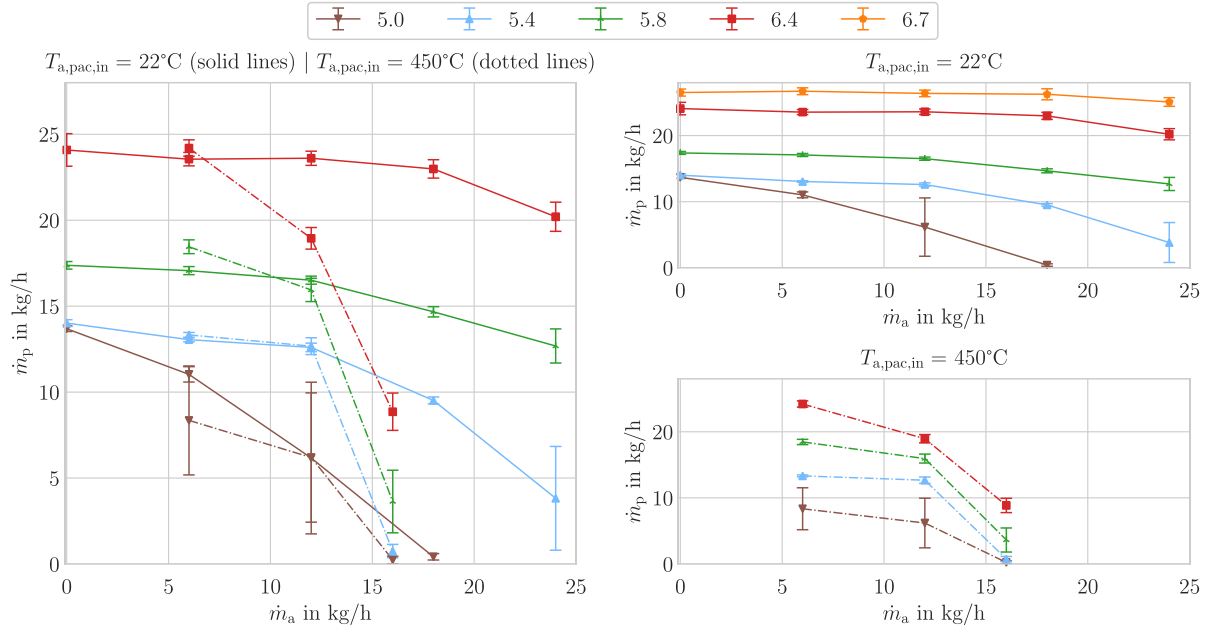 5.0 5.4 5.8 6.4 6.7
T_a,pac,in = 22°C (solid lines) | T_a,pac,in = 450°C (dotted lines)
25
20
15
10
5
0
ṁ_p in kg/h
0 5 10 15 20 25
ṁ_a in kg/h
T_a,pac,in = 22°C
20
10
0
ṁ_p in kg/h
0 5 10 15 20 25
ṁ_a in kg/h
T_a,pac,in = 450°C
20
10
0
ṁ_p in kg/h
0 5 10 15 20 25
ṁ_a in kg/h